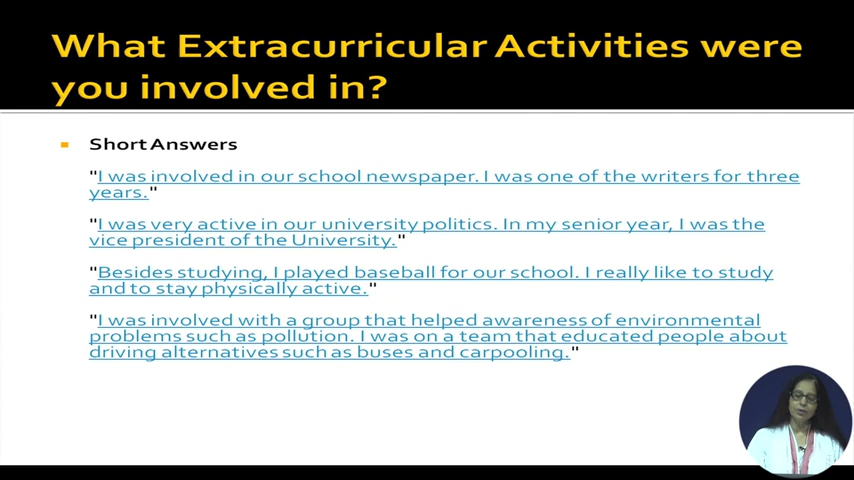 What Extracurricular Activities were
you involved in?
Short Answers
"I was involved in our school newspaper. I was one of the writers for three
years."
"I was very active in our university politics. In my senior year, I was the
vice president of the University."
"Besides studying, I played baseball for our school. I really like to study
and to stay physically active."
"I was involved with a group that helped awareness of environmental
problems such as pollution. I was on a team that educated people about
driving alternatives such as buses and carpooling."